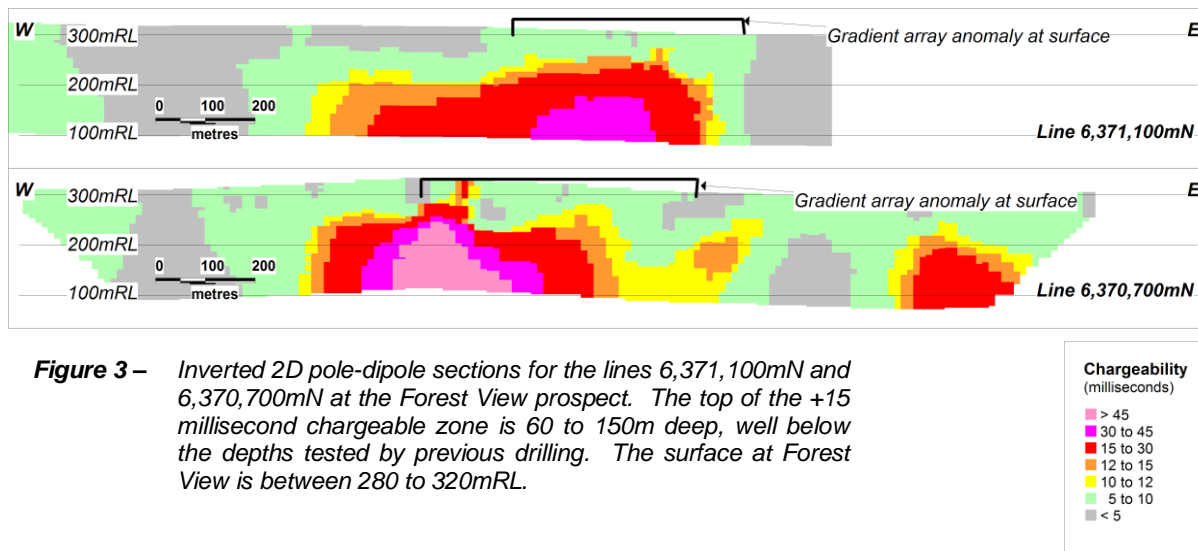 W
E
300mRL
Gradient array anomaly at surface
200mRL
0 100 200
metres
100mRL
Line 6,371,100mN
W
E
300mRL
Gradient array anomaly at surface
200mRL
0 100 200
metres
100mRL
Line 6,370,700mN
Figure 3 – Inverted 2D pole-dipole sections for the lines 6,371,100mN and
6,370,700mN at the Forest View prospect. The top of the +15
millisecond chargeable zone is 60 to 150m deep, well below
the depths tested by previous drilling. The surface at Forest
View is between 280 to 320mRL.
Chargeability
(milliseconds)
> 45
30 to 45
15 to 30
12 to 15
10 to 12
5 to 10
< 5